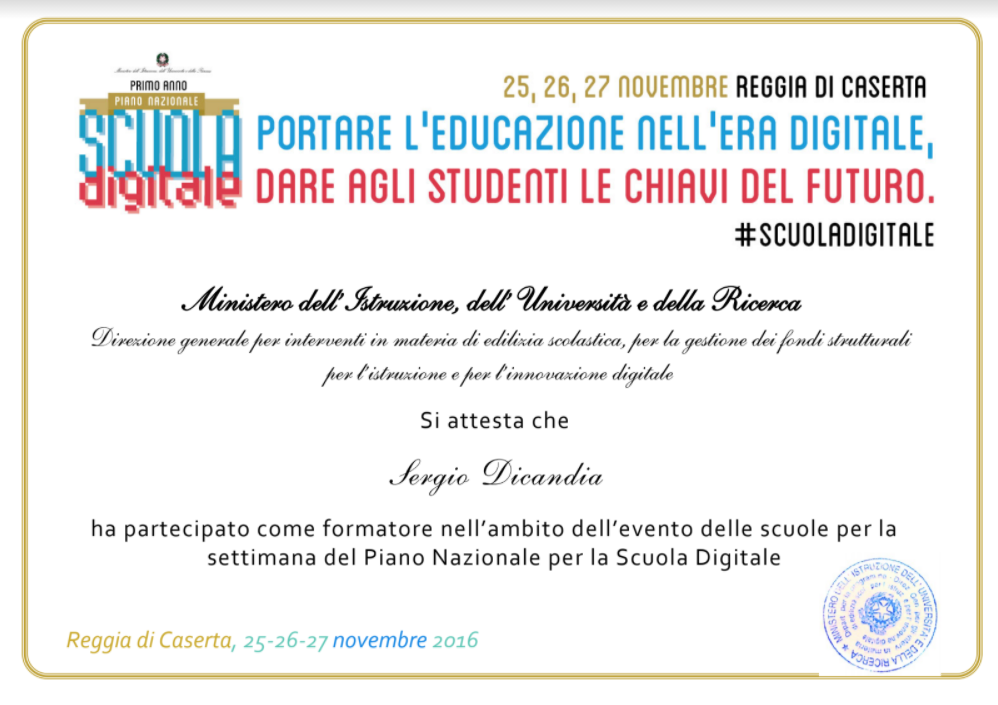 Ministero dell'Istruzione, dell'Università e della Ricerca
PRIMO ANNO
PIANO NAZIONALE
SCUOLA
digitale
25, 26, 27 NOVEMBRE REGGIA DI CASERTA
PORTARE L'EDUCAZIONE NELL'ERA DIGITALE,
DARE AGLI STUDENTI LE CHIAVI DEL FUTURO.
#SCUOLADIGITALE
Ministero dell'Istruzione, dell'Università e della Ricerca
Direzione generale per interventi in materia di edilizia scolastica, per la gestione dei fondi strutturali
per l'istruzione e per l'innovazione digitale
Si attesta che
Sergio Dicandia
ha partecipato come formatore nell'ambito dell'evento delle scuole per la
settimana del Piano Nazionale per la Scuola Digitale
Reggia di Caserta, 25-26-27 novembre 2016
MINISTERO DELL'ISTRUZIONE DELL'UNIVERSITÀ E DELLA RICERCA